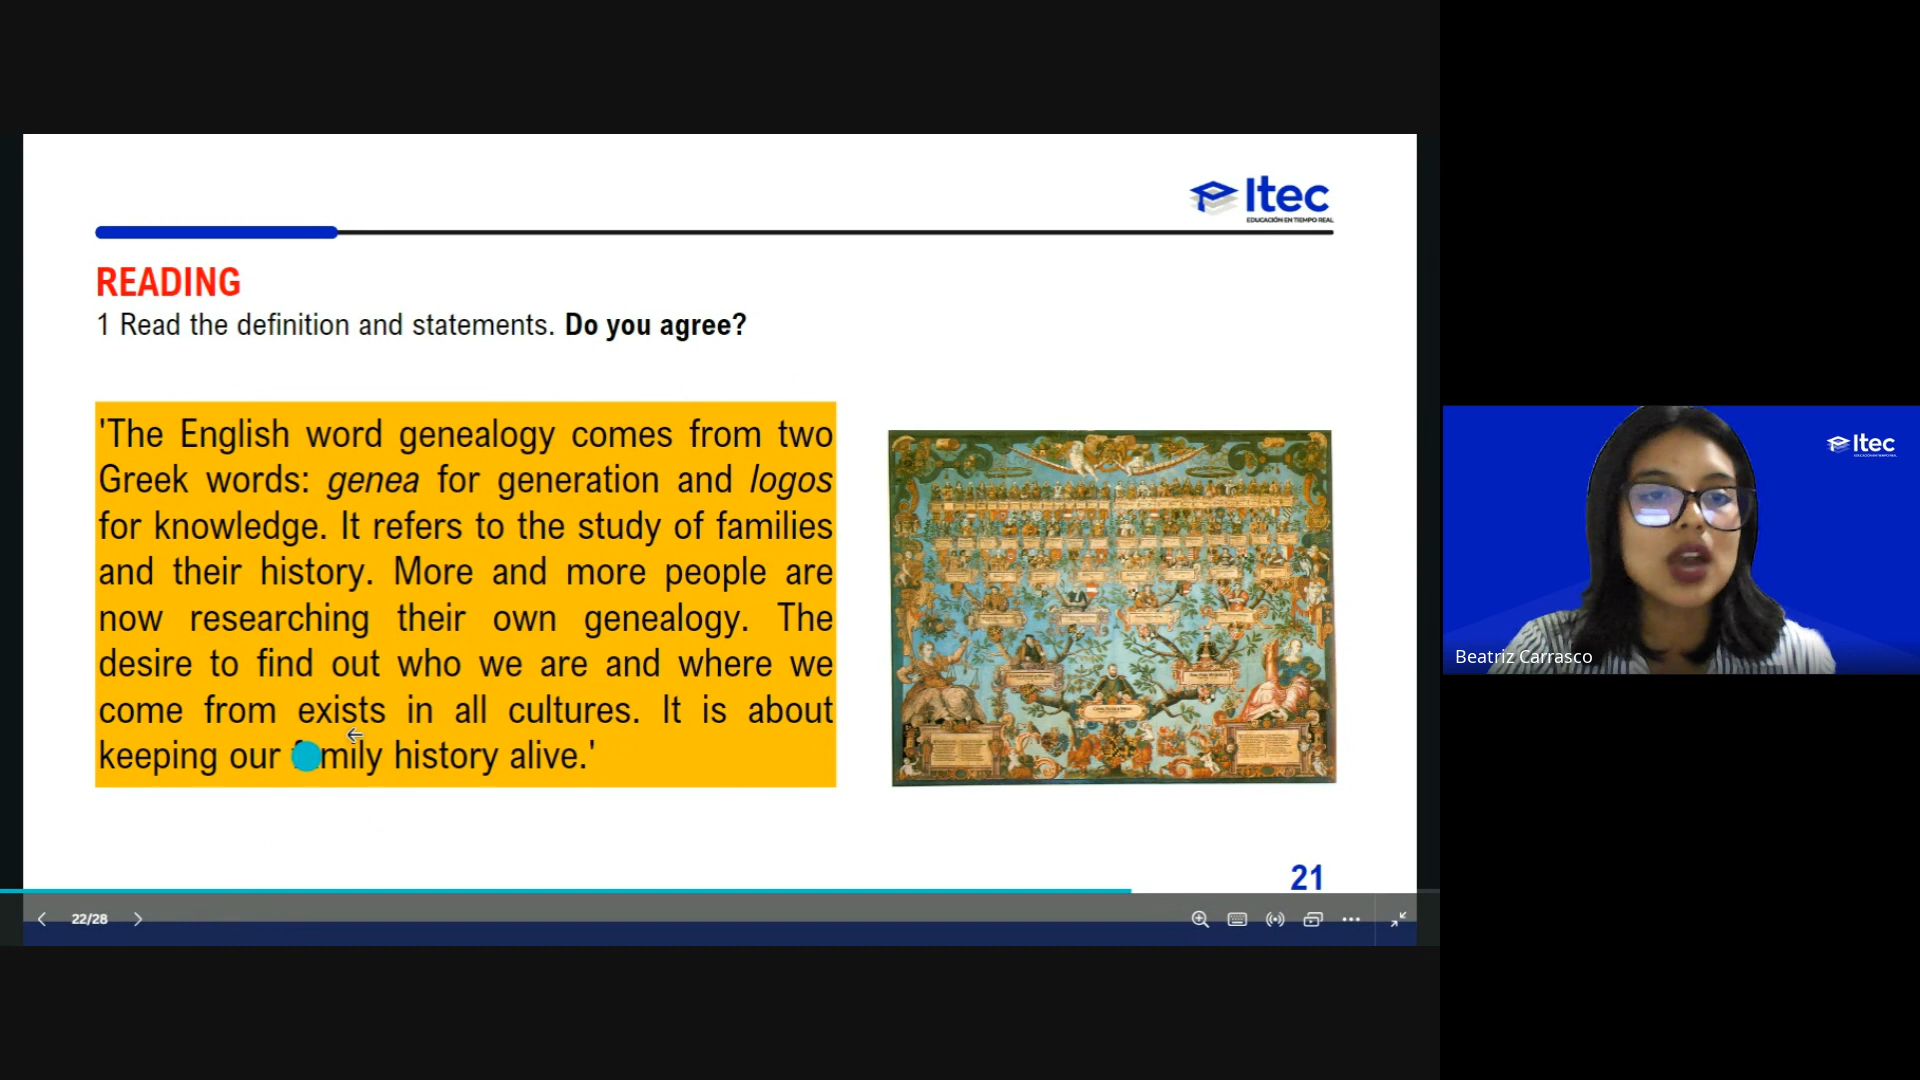 Itec
EDUCACIÓN EN TIEMPO REAL
READING
1 Read the definition and statements. Do you agree?
'The English word genealogy comes from two
Greek words: genea for generation and logos
for knowledge. It refers to the study of families
and their history. More and more people are
now researching their own genealogy. The
desire to find out who we are and where we
come from exists in all cultures. It is about
keeping our family history alive.'
21
22/28
Itec
Beatriz Carrasco